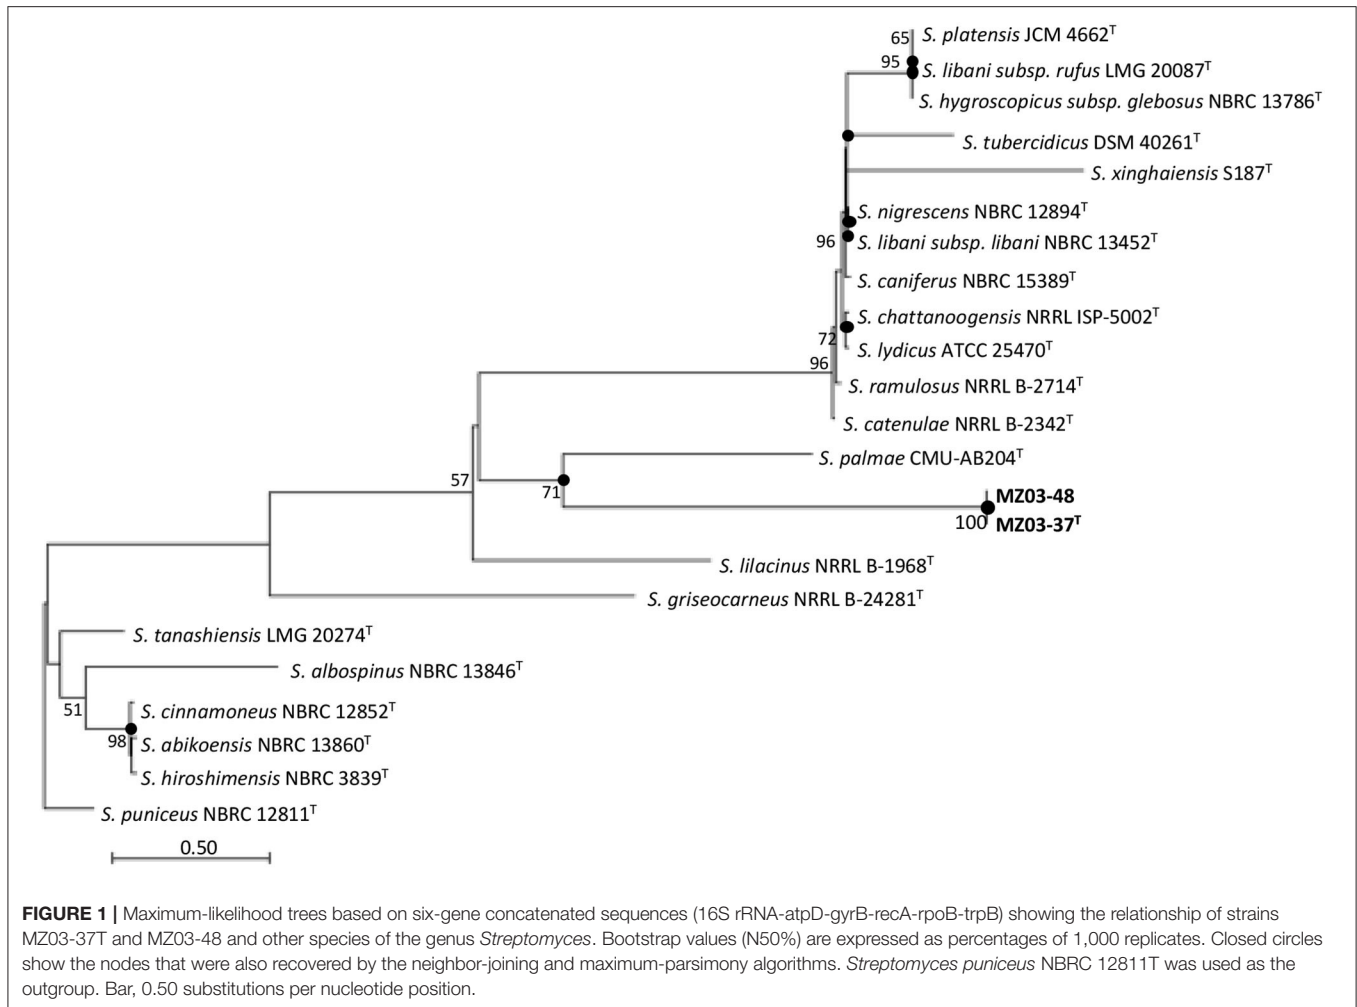 65
S. platensis JCM 4662T
95
S. libani subsp. rufus LMG 20087T
S. hygroscopicus subsp. glebosus NBRC 13786T
S. tubercidicus DSM 40261T
S. xinghaiensis S187T
S. nigrescens NBRC 12894T
96
S. libani subsp. libani NBRC 13452T
S. caniferus NBRC 15389T
S. chattanoogensis NRRL ISP-5002T
72
S. lydicus ATCC 25470T
96
S. ramulosus NRRL B-2714T
S. catenulae NRRL B-2342T
S. palmae CMU-AB204T
57
71
MZ03-48
100
MZ03-37T
S. lilacinus NRRL B-1968T
S. griseocarneus NRRL B-24281T
S. tanashiensis LMG 20274T
S. albospinus NBRC 13846T
51
S. cinnamoneus NBRC 12852T
98
S. abikoensis NBRC 13860T
S. hiroshimensis NBRC 3839T
S. puniceus NBRC 12811T
0.50
FIGURE 1 | Maximum-likelihood trees based on six-gene concatenated sequences (16S rRNA-atpD-gyrB-recA-rpoB-trpB) showing the relationship of strains
MZ03-37T and MZ03-48 and other species of the genus Streptomyces. Bootstrap values (N50%) are expressed as percentages of 1,000 replicates. Closed circles
show the nodes that were also recovered by the neighbor-joining and maximum-parsimony algorithms. Streptomyces puniceus NBRC 12811T was used as the
outgroup. Bar, 0.50 substitutions per nucleotide position.